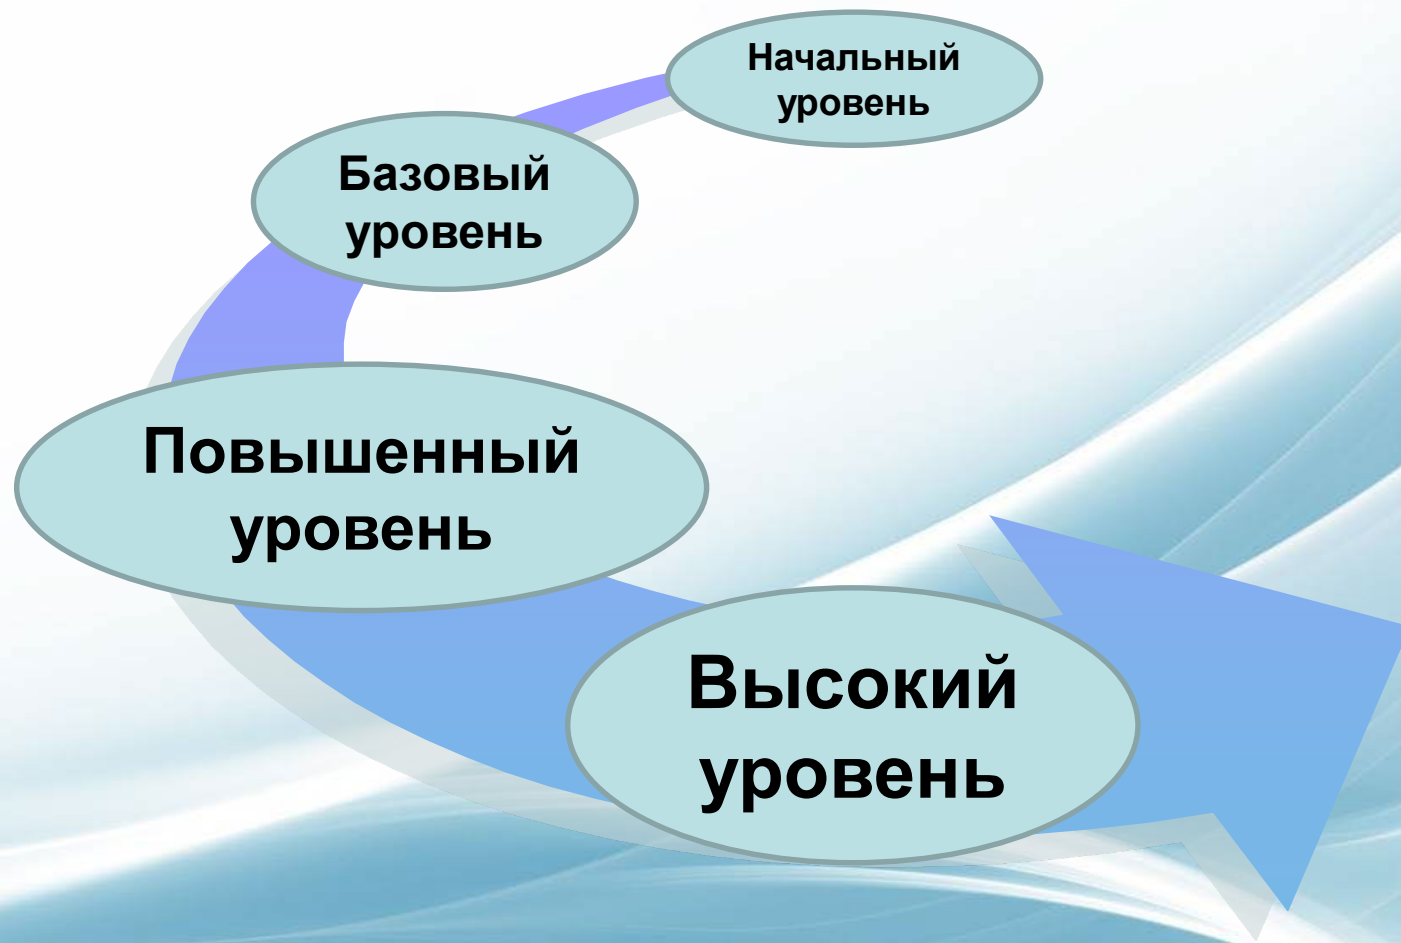 Начальный
уровень
Базовый
уровень
Повышенный
уровень
Высокий
уровень